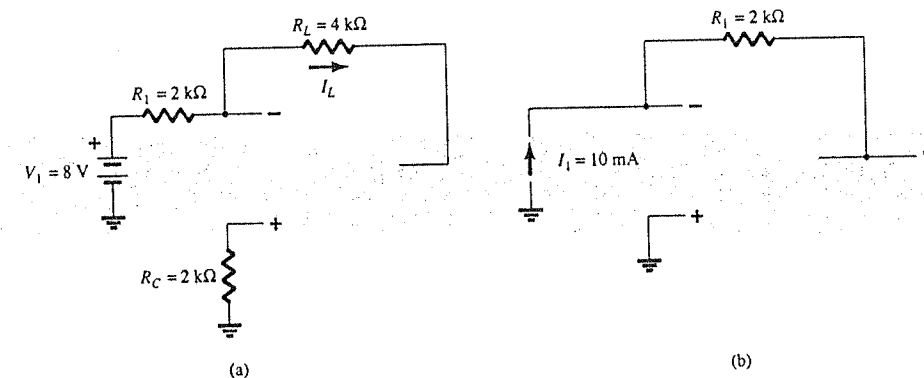 R_L = 4 kΩ
I_L
R_1 = 2 kΩ
−
+
V_1 = 8 V
+
R_C = 2 kΩ
(a)
R_1 = 2 kΩ
−
I_1 = 10 mA
+
(b)